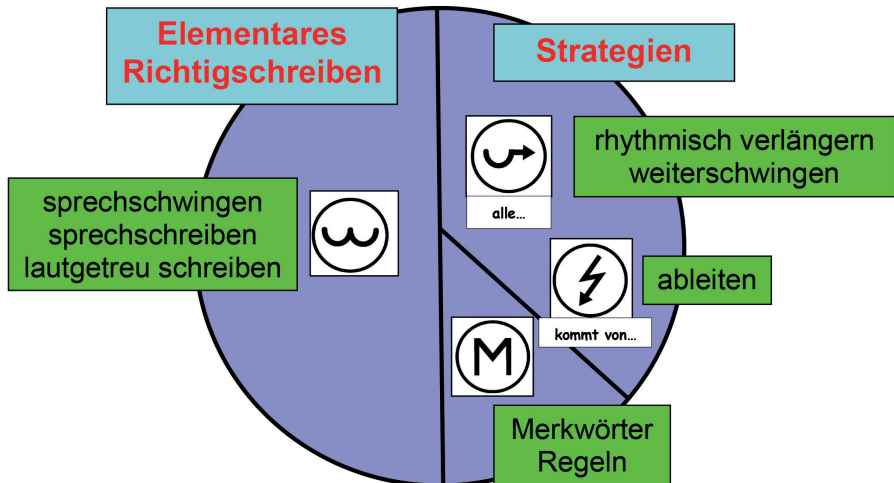 Elementares
Richtigschreiben
Strategien
rhythmisch verlängern
weiterschwingen
alle...
sprechschwingen
sprechschreiben
lautgetreu schreiben
ableiten
kommt von...
M
Merkwörter
Regeln